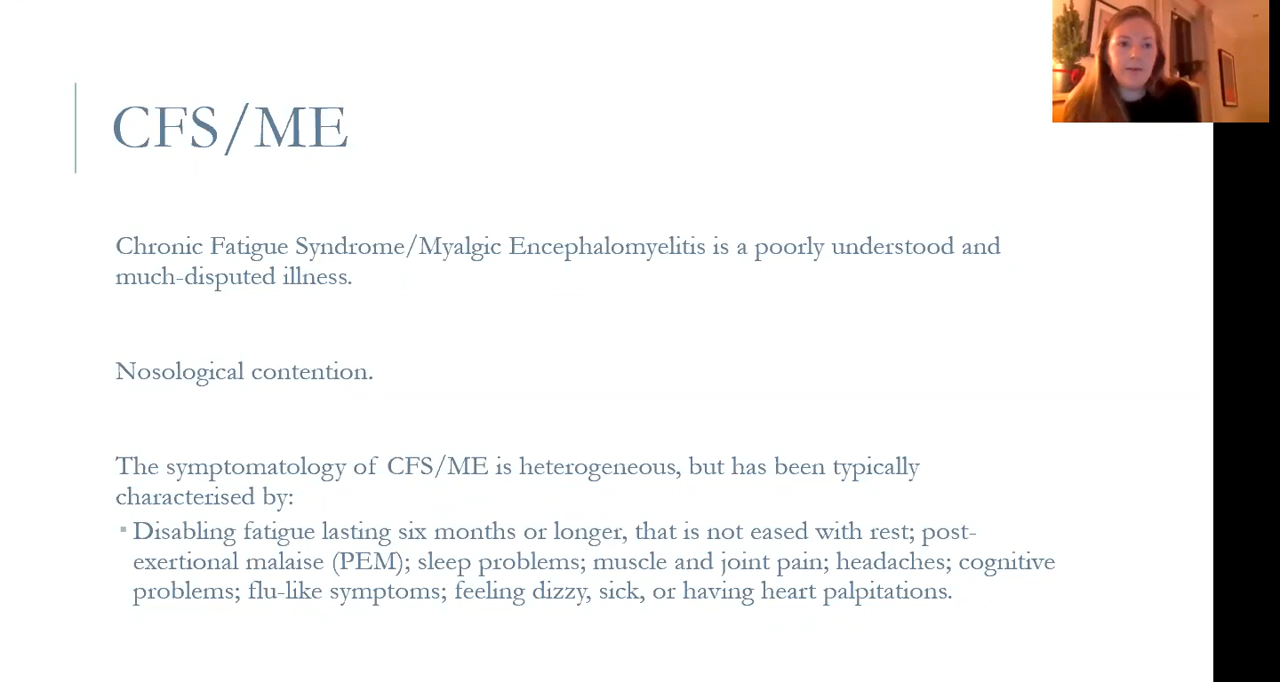 CFS/ME
Chronic Fatigue Syndrome/Myalgic Encephalomyelitis is a poorly understood and
much-disputed illness.
Nosological contention.
The symptomatology of CFS/ME is heterogeneous, but has been typically
characterised by:
▪ Disabling fatigue lasting six months or longer, that is not eased with rest; post-
exertional malaise (PEM); sleep problems; muscle and joint pain; headaches; cognitive
problems; flu-like symptoms; feeling dizzy, sick, or having heart palpitations.